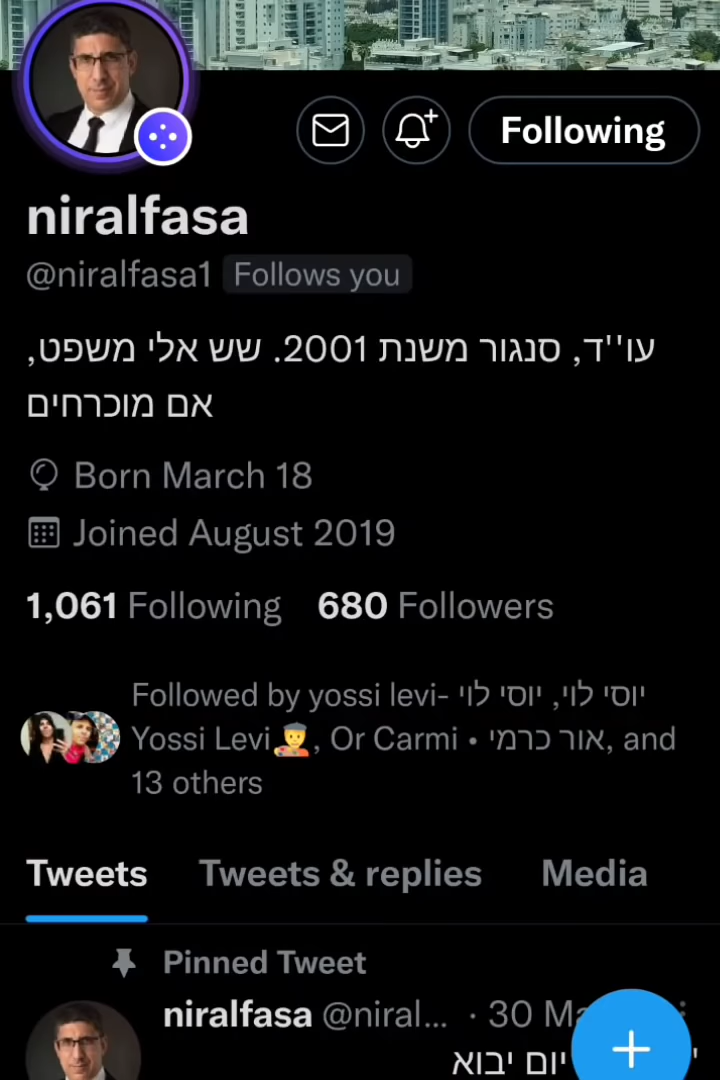 Following
niralfasa
@niralfasa1 Follows you
עו''ד, סנגור משנת 2001. שש אלי משפט,
אם מוכרחים
Born March 18
Joined August 2019
1,061 Following 680 Followers
Followed by yossi levi- יוסי לוי, יוסי לוי
Yossi Levi, Or Carmi • אור כרמי, and
13 others
Tweets Tweets & replies Media
Pinned Tweet
niralfasa @niral... · 30
יום יבוא